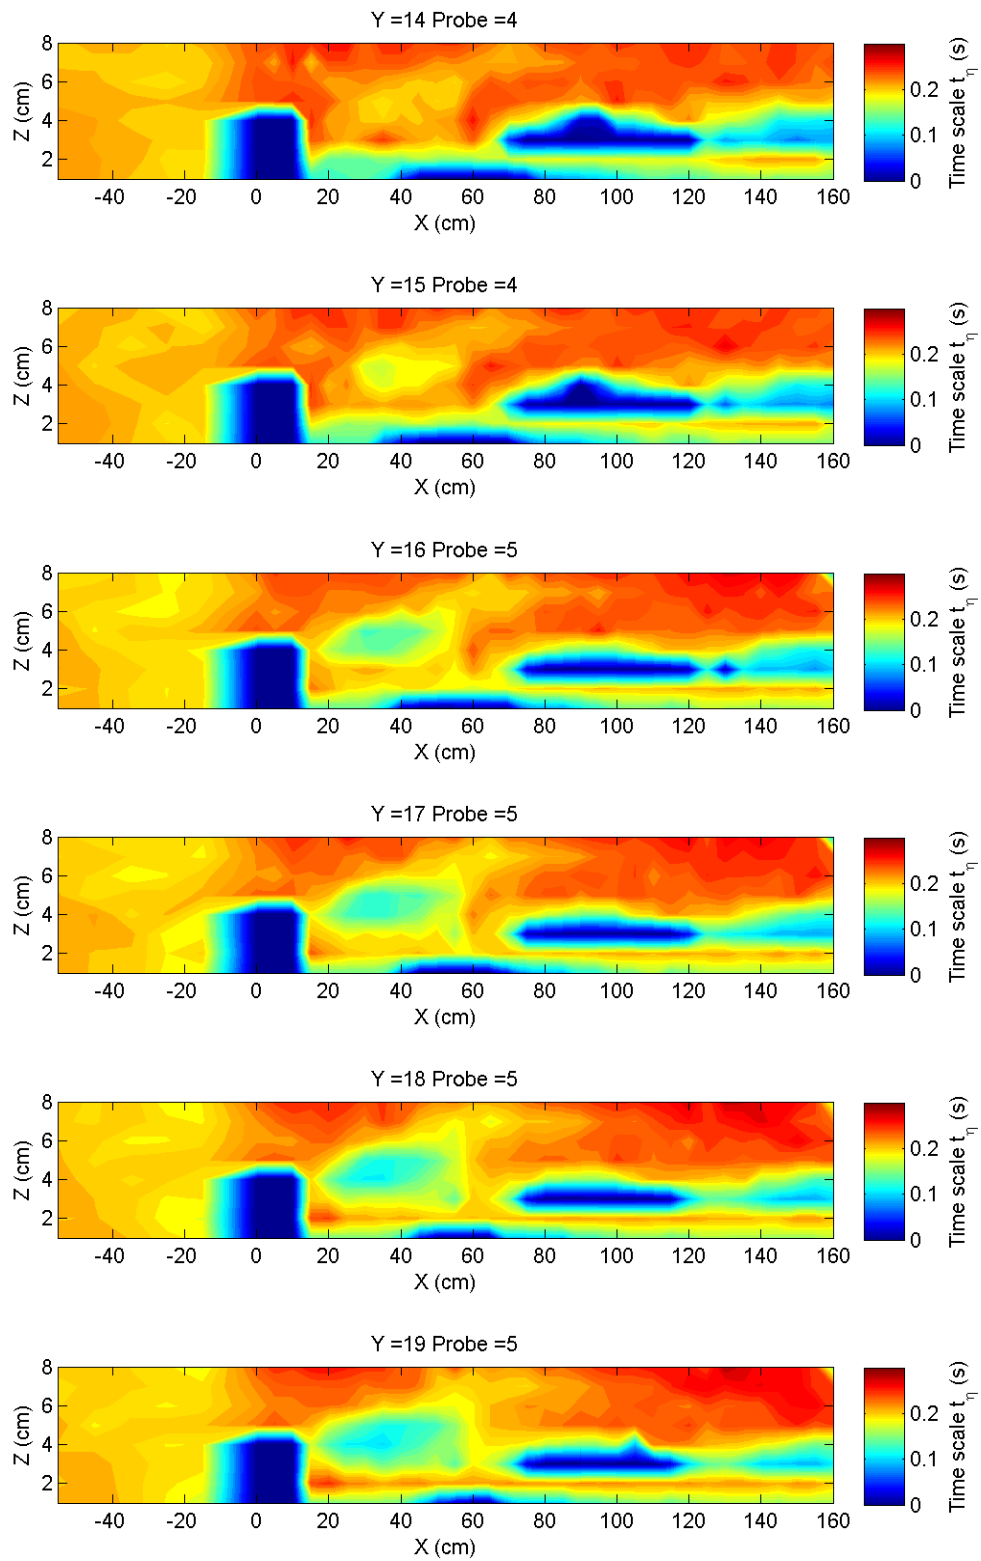 Y =14 Probe =4
8
6
4
2
Z (cm)
-40 -20 0 20 40 60 80 100 120 140 160
X (cm)
0.2
0.1
0
Time scale t_η (s)
Y =15 Probe =4
8
6
4
2
Z (cm)
-40 -20 0 20 40 60 80 100 120 140 160
X (cm)
0.2
0.1
0
Time scale t_η (s)
Y =16 Probe =5
8
6
4
2
Z (cm)
-40 -20 0 20 40 60 80 100 120 140 160
X (cm)
0.2
0.1
0
Time scale t_η (s)
Y =17 Probe =5
8
6
4
2
Z (cm)
-40 -20 0 20 40 60 80 100 120 140 160
X (cm)
0.2
0.1
0
Time scale t_η (s)
Y =18 Probe =5
8
6
4
2
Z (cm)
-40 -20 0 20 40 60 80 100 120 140 160
X (cm)
0.2
0.1
0
Time scale t_η (s)
Y =19 Probe =5
8
6
4
2
Z (cm)
-40 -20 0 20 40 60 80 100 120 140 160
X (cm)
0.2
0.1
0
Time scale t_η (s)